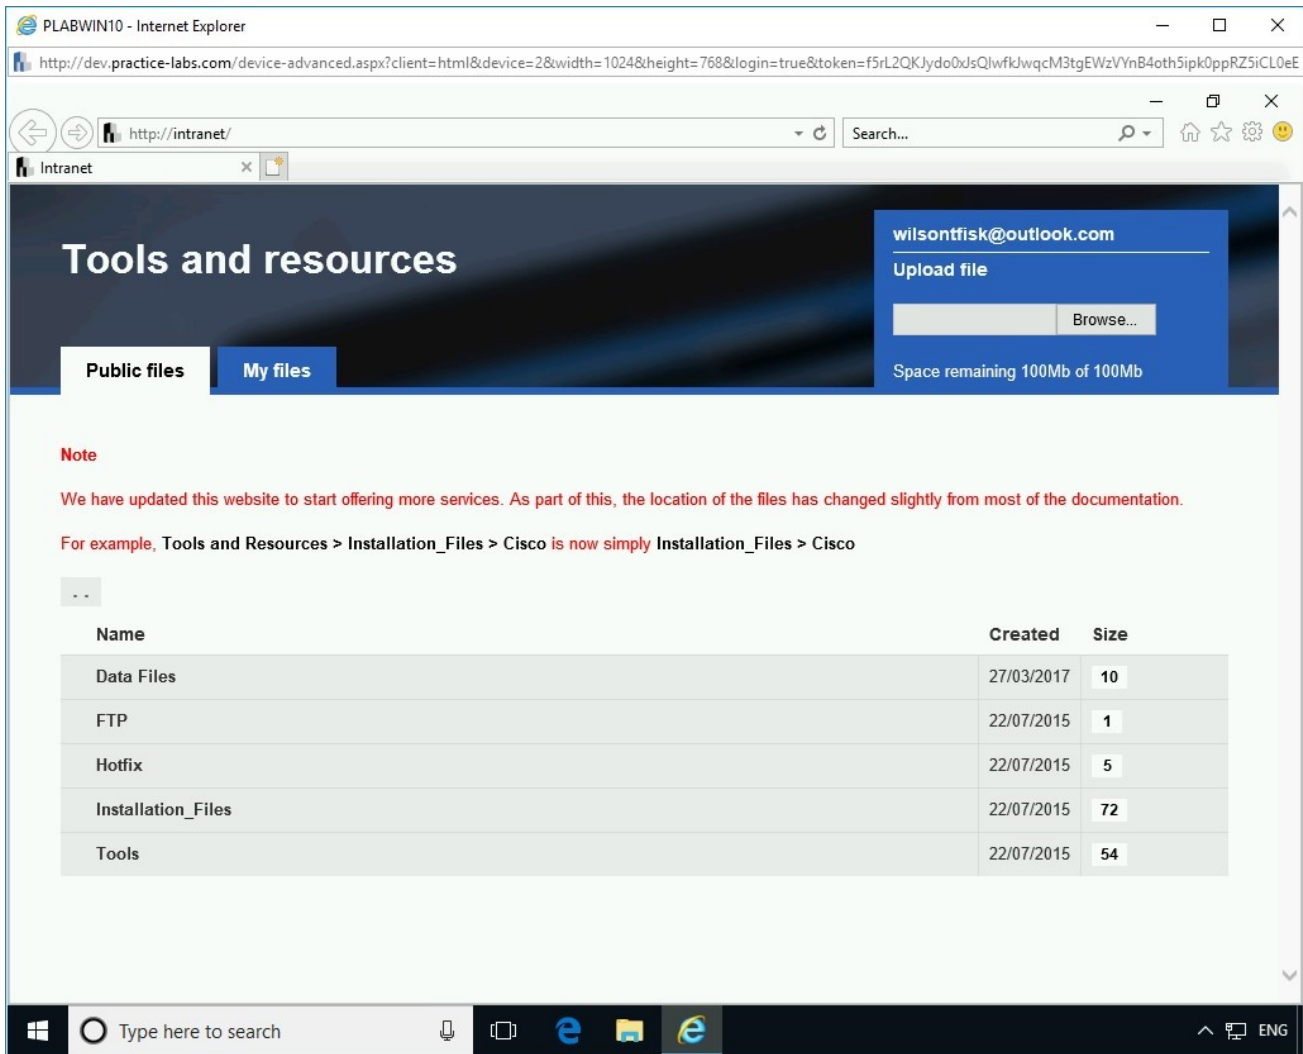 PLABWIN10 - Internet Explorer
http://dev.practice-labs.com/device-advanced.aspx?client=html&device=2&width=1024&height=768&login=true&token=f5rL2QKJydo0xJsQlwfkJwqcM3tgEWzVYnB4oth5ipk0ppRZ5iCL0eE
http://intranet/
Search...
Intranet
Tools and resources
wilsontfisk@outlook.com
Upload file
Browse...
Public files
My files
Space remaining 100Mb of 100Mb
Note
We have updated this website to start offering more services. As part of this, the location of the files has changed slightly from most of the documentation.
For example, Tools and Resources > Installation_Files > Cisco is now simply Installation_Files > Cisco
. .
Name Created Size
Data Files 27/03/2017 10
FTP 22/07/2015 1
Hotfix 22/07/2015 5
Installation_Files 22/07/2015 72
Tools 22/07/2015 54
Type here to search
ENG